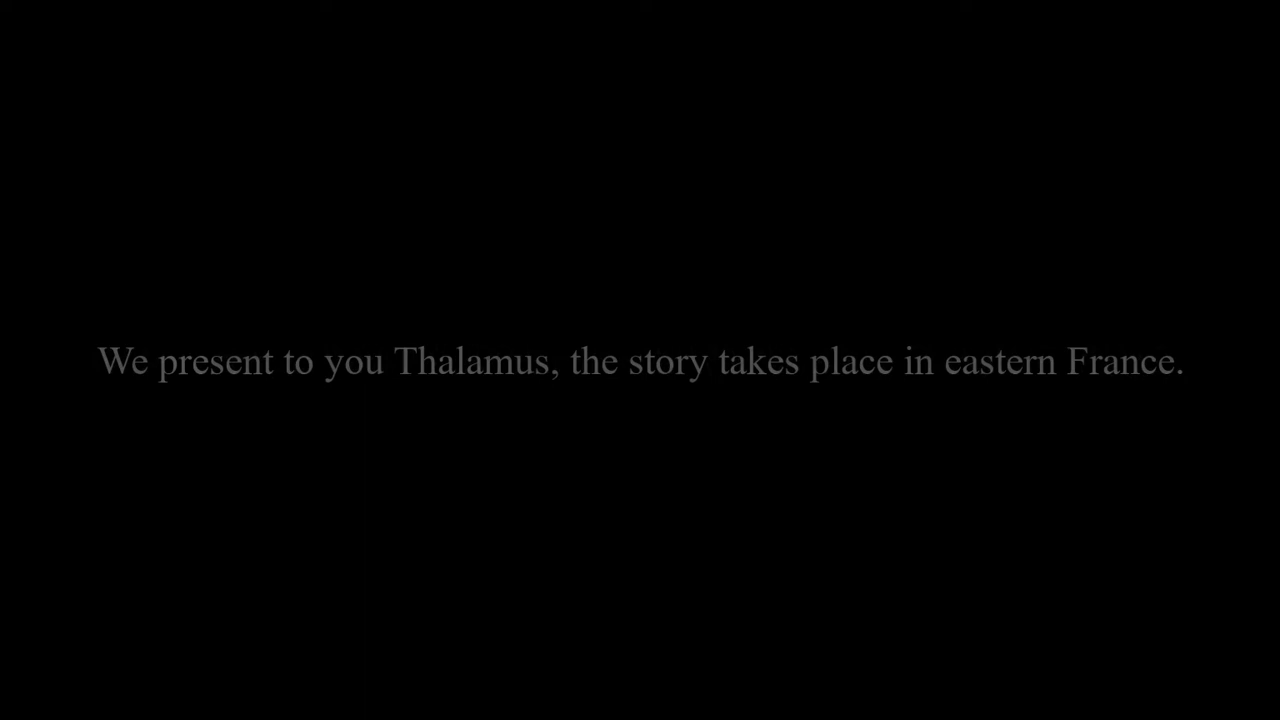 We present to you Thalamus, the story takes place in eastern France.